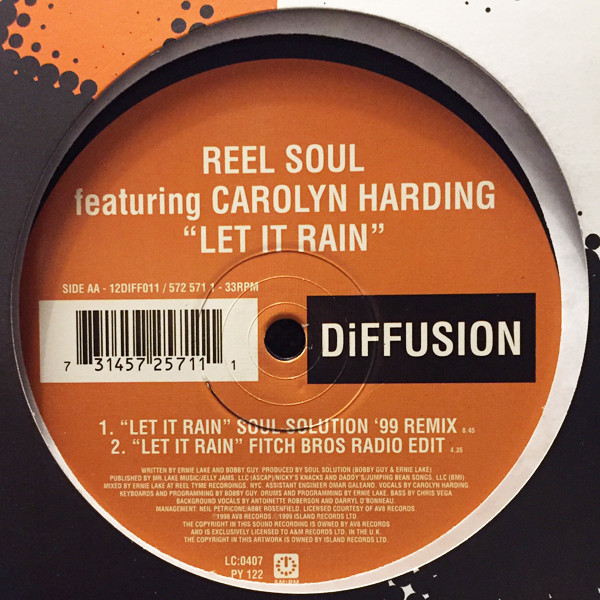 REEL SOUL
featuring CAROLYN HARDING
“LET IT RAIN”
SIDE AA - 12DIFF011 / 572 571 1 - 33RPM
7 31457 25711 1
DiFFUSION
1. “LET IT RAIN” SOUL SOLUTION ’99 REMIX 8.45
2. “LET IT RAIN” FITCH BROS RADIO EDIT 4.35
WRITTEN BY ERNIE LAKE AND BOBBY GUY. PRODUCED BY SOUL SOLUTION (BOBBY GUY & ERNIE LAKE)
PUBLISHED BY MR. LAKE MUSIC/JELLY JAMS, LLC (ASCAP)/NICKY'S KNACKS AND DADDY'S/JUMPING BEAN SONGS, LLC (BMI)
MIXED BY ERNIE LAKE AT REEL TYME RECORDINGS, NYC. ASSISTANT ENGINEER OMAR GALEANO. VOCALS BY CAROLYN HARDING.
KEYBOARDS AND PROGRAMMING BY BOBBY GUY. DRUMS AND PROGRAMMING BY ERNIE LAKE. BASS BY CHRIS VEGA.
BACKGROUND VOCALS BY ANTOINETTE ROBERSON AND DARRYL D'BONNEAU.
MANAGEMENT: NEIL PETRICONE/ABBE ROSENFIELD. LICENSED COURTESY OF AV8 RECORDS.
℗1998 AV8 RECORDS. ©1999 ISLAND RECORDS LTD.
THE COPYRIGHT IN THIS SOUND RECORDING IS OWNED BY AV8 RECORDS
AND IS EXCLUSIVELY LICENSED TO A&M RECORDS LTD. IN THE U.K.
THE COPYRIGHT IN THIS ARTWORK IS OWNED BY ISLAND RECORDS LTD.
LC:0407
PY 122
AM:PM